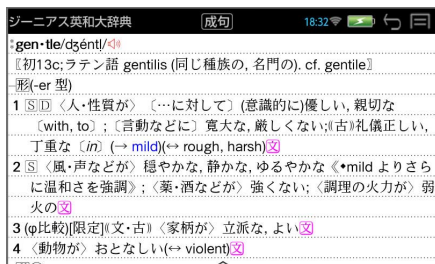 ジーニアス英和大辞典 成句 18:32
gen・tle/dʒéntl/
〖初13c;ラテン語 gentilis (同じ種族の, 名門の). cf. gentile〗
―形(-er 型)
1 🅂🄳 〈人・性質が〉〔…に対して〕(意識的に)優しい, 親切な
〔with, to〕;〔言動などに〕寛大な, 厳しくない;⦅古⦆礼儀正しい,
丁重な〔in〕(→ mild)(↔ rough, harsh)文
2 🅂 〈風・声などが〉穏やかな, 静かな, ゆるやかな《◆mild よりさら
に温和さを強調》;〈薬・酒などが〉強くない;〈調理の火力が〉弱
火の文
3 (φ比較)[限定]⦅文・古⦆〈家柄が〉立派な, よい文
4 〈動物が〉おとなしい(↔ violent)文